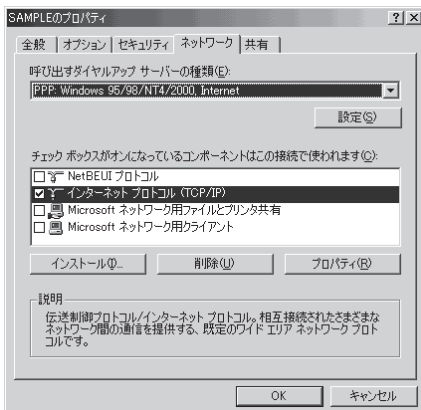 SAMPLEのプロパティ
全般 オプション セキュリティ ネットワーク 共有
呼び出すダイヤルアップ サーバーの種類(E):
PPP: Windows 95/98/NT4/2000, Internet
設定(S)
チェック ボックスがオンになっているコンポーネントはこの接続で使われます(C):
NetBEUI プロトコル
インターネット プロトコル (TCP/IP)
Microsoft ネットワーク用ファイルとプリンタ共有
Microsoft ネットワーク用クライアント
インストール(I)...
削除(U)
プロパティ(R)
説明
伝送制御プロトコル/インターネット プロトコル。相互接続されたさまざまな
ネットワーク間の通信を提供する、既定のワイド エリア ネットワーク プロト
コルです。
OK
キャンセル